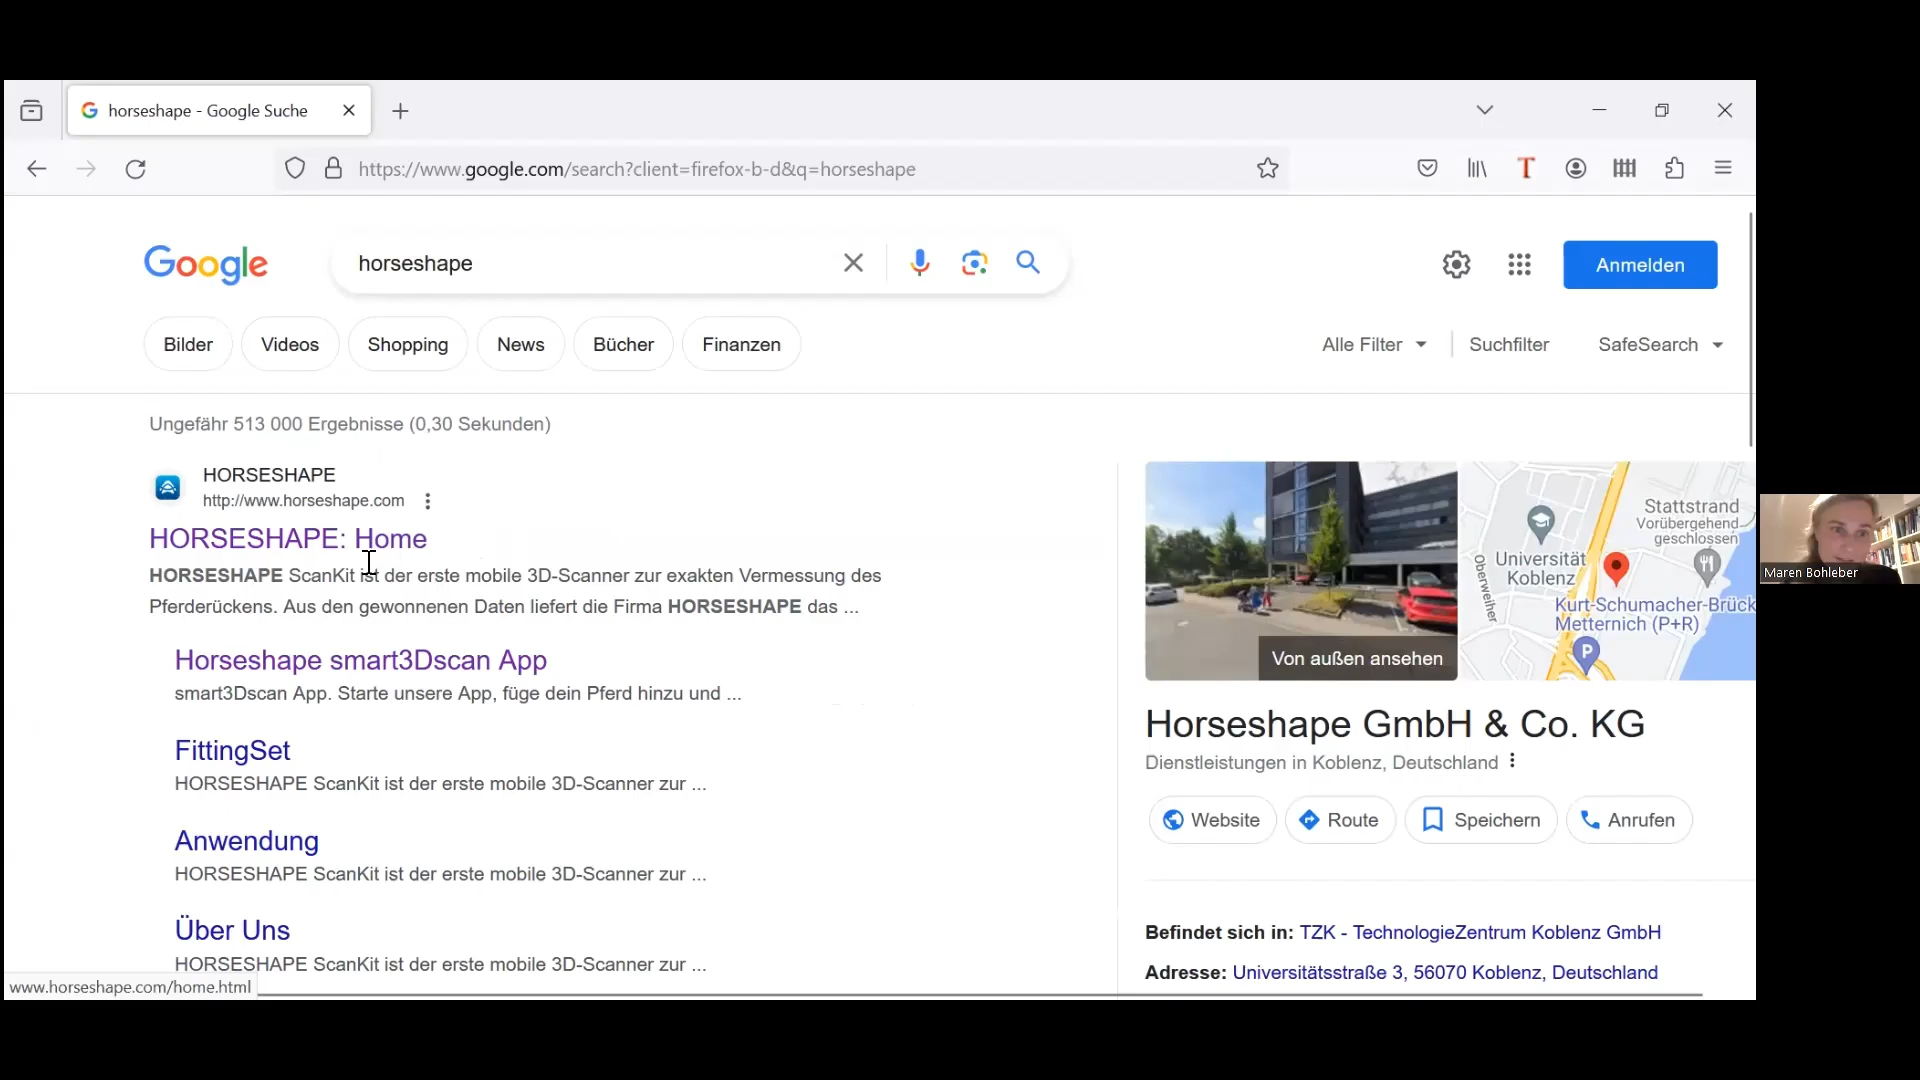 horseshape - Google Suche
https://www.google.com/search?client=firefox-b-d&q=horseshape
Google
horseshape
Anmelden
Bilder
Videos
Shopping
News
Bücher
Finanzen
Alle Filter
Suchfilter
SafeSearch
Ungefähr 513 000 Ergebnisse (0,30 Sekunden)
HORSESHAPE
http://www.horseshape.com
HORSESHAPE: Home
HORSESHAPE ScanKit ist der erste mobile 3D-Scanner zur exakten Vermessung des
Pferderückens. Aus den gewonnenen Daten liefert die Firma HORSESHAPE das ...
Horseshape smart3Dscan App
smart3Dscan App. Starte unsere App, füge dein Pferd hinzu und ...
FittingSet
HORSESHAPE ScanKit ist der erste mobile 3D-Scanner zur ...
Anwendung
HORSESHAPE ScanKit ist der erste mobile 3D-Scanner zur ...
Über Uns
HORSESHAPE ScanKit ist der erste mobile 3D-Scanner zur ...
www.horseshape.com/home.html
Von außen ansehen
Stattstrand
Vorübergehend
geschlossen
Universität
Koblenz
Oberweiher
Kurt-Schumacher-Brück
Metternich (P+R)
P
Horseshape GmbH & Co. KG
Dienstleistungen in Koblenz, Deutschland
Website
Route
Speichern
Anrufen
Befindet sich in: TZK - TechnologieZentrum Koblenz GmbH
Adresse: Universitätsstraße 3, 56070 Koblenz, Deutschland
Maren Bohleber